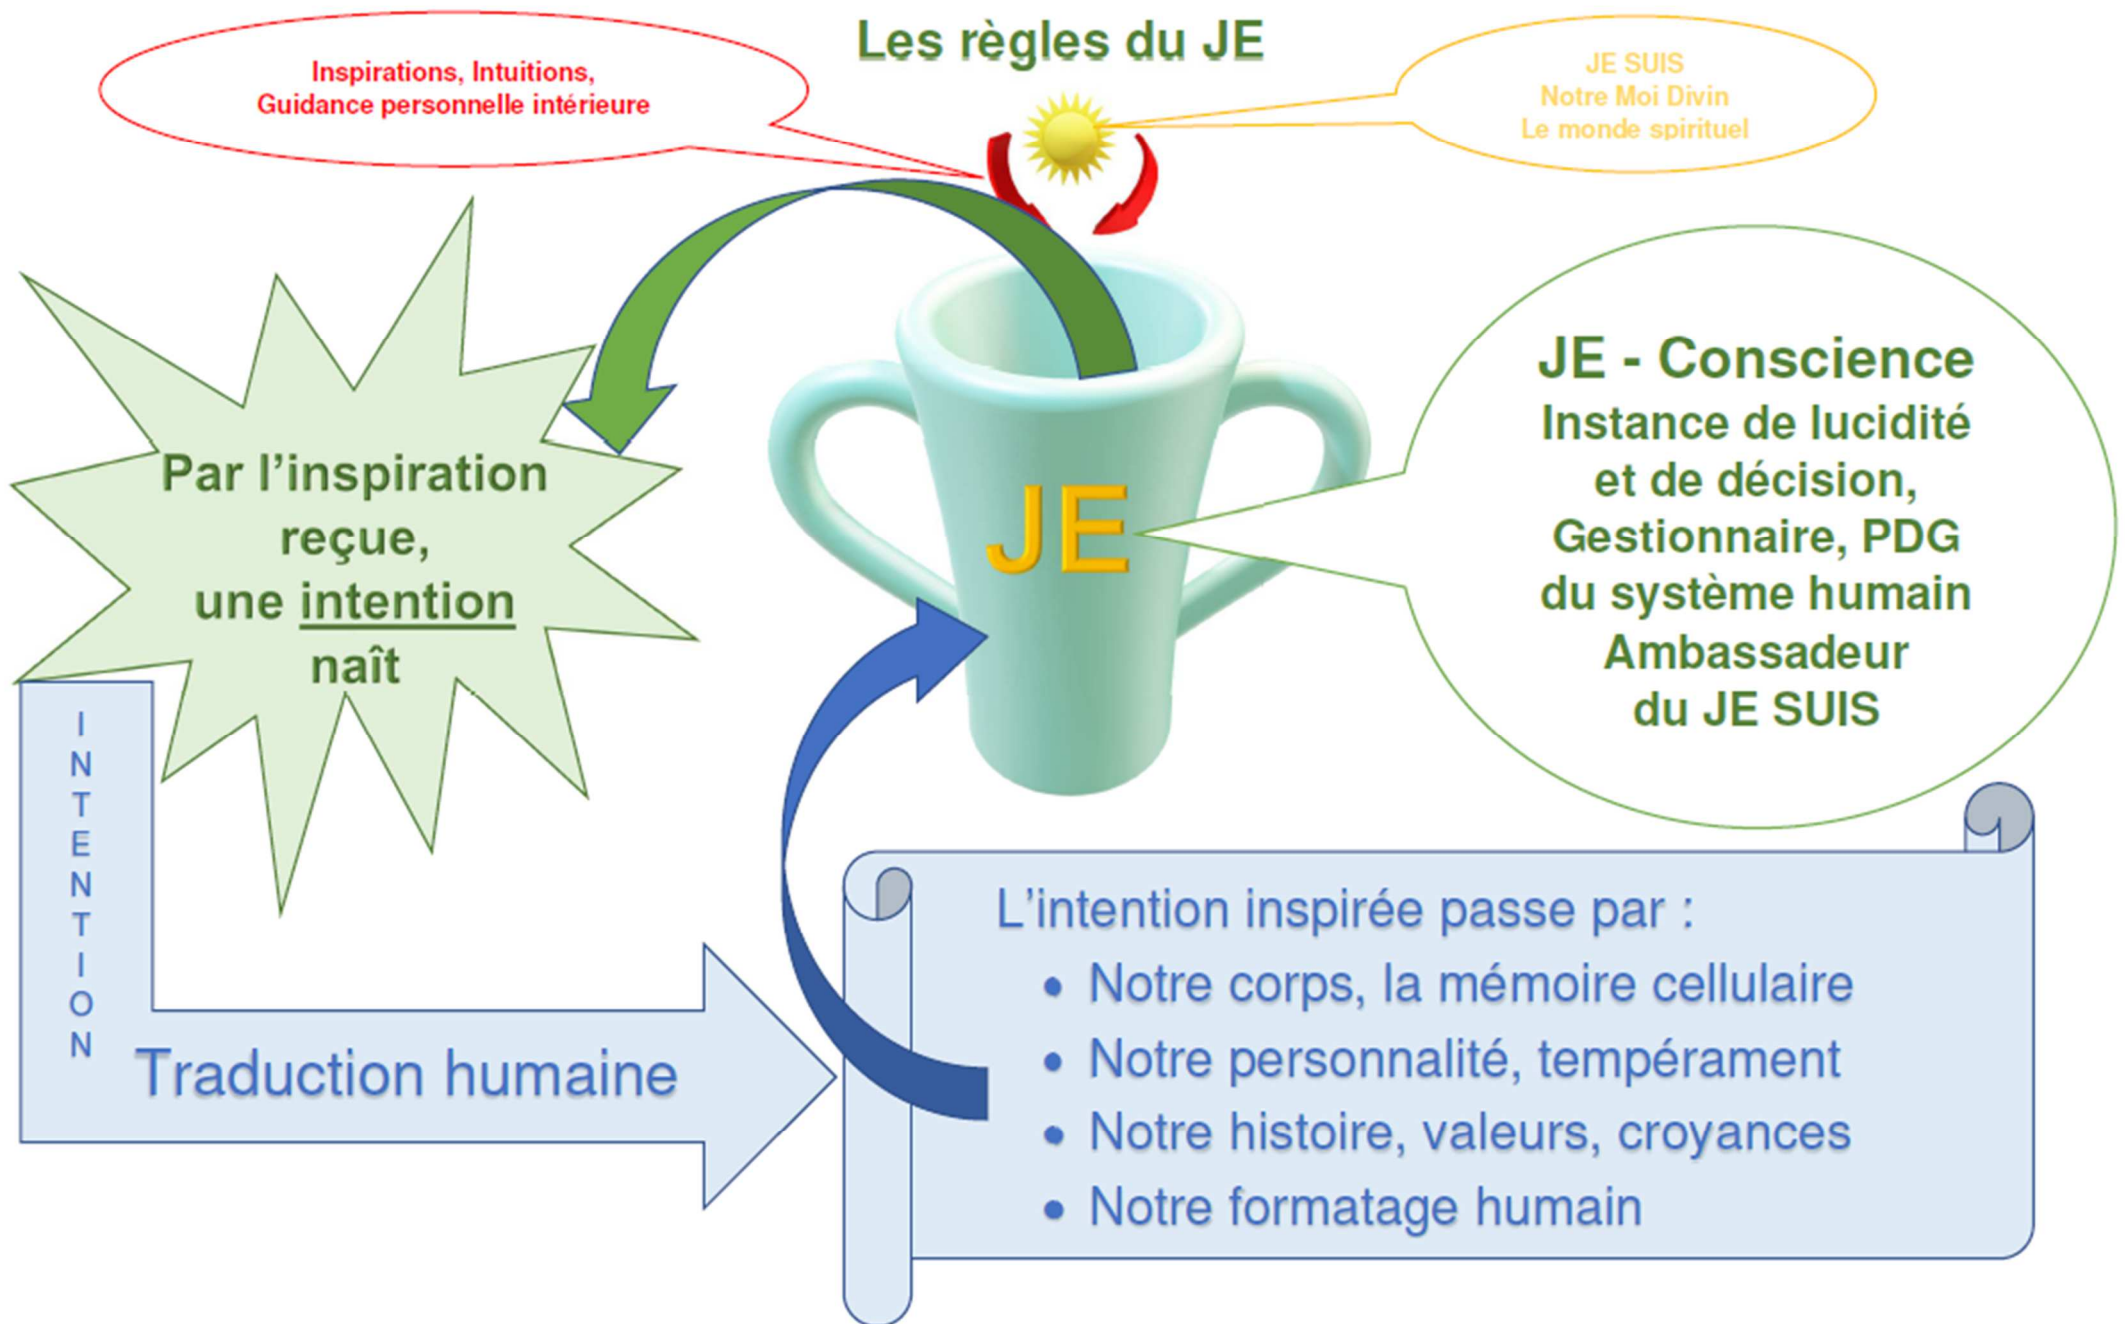 Les règles du JE
Inspirations, Intuitions,
Guidance personnelle intérieure
JE SUIS
Notre Moi Divin
Le monde spirituel
Par l'inspiration
reçue,
une intention
naît
JE
JE - Conscience
Instance de lucidité
et de décision,
Gestionnaire, PDG
du système humain
Ambassadeur
du JE SUIS
INTENTION
Traduction humaine
L'intention inspirée passe par :
• Notre corps, la mémoire cellulaire
• Notre personnalité, tempérament
• Notre histoire, valeurs, croyances
• Notre formatage humain